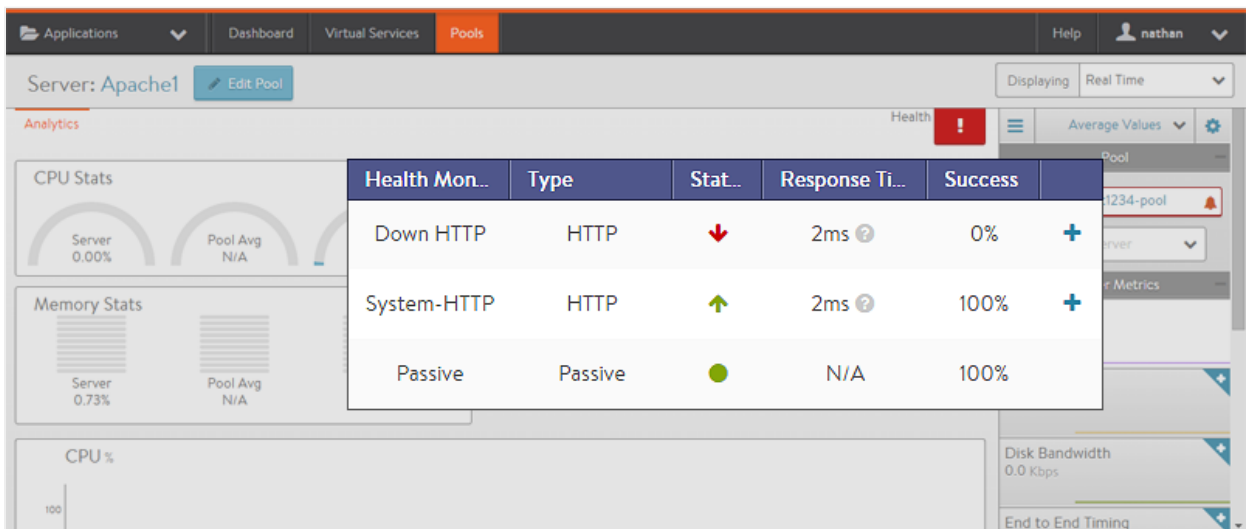 Applications Dashboard Virtual Services Pools Help nathan
Server: Apache1 Edit Pool Displaying Real Time
Analytics Health ! Average Values
Pool
CPU Stats
Server Pool Avg
0.00% N/A
Memory Stats
Server Pool Avg
0.73% N/A
CPU %
100
Health Mon... Type Stat... Response Ti... Success
Down HTTP HTTP 2ms ? 0% +
System-HTTP HTTP 2ms ? 100% +
Passive Passive N/A 100%
1234-pool
Metrics
Disk Bandwidth
0.0 Kbps
End to End Timing